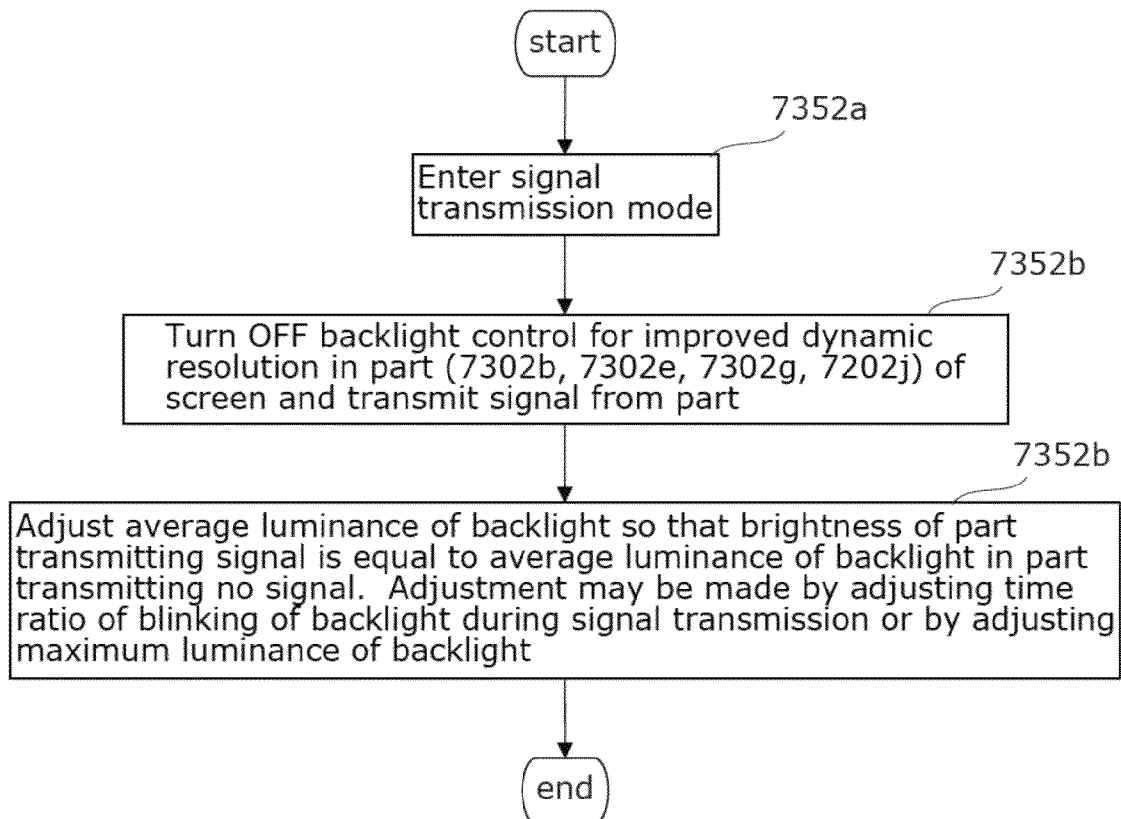 start
7352a
Enter signal
transmission mode
7352b
Turn OFF backlight control for improved dynamic
resolution in part (7302b, 7302e, 7302g, 7202j) of
screen and transmit signal from part
7352b
Adjust average luminance of backlight so that brightness of part
transmitting signal is equal to average luminance of backlight in part
transmitting no signal.  Adjustment may be made by adjusting time
ratio of blinking of backlight during signal transmission or by adjusting
maximum luminance of backlight
end